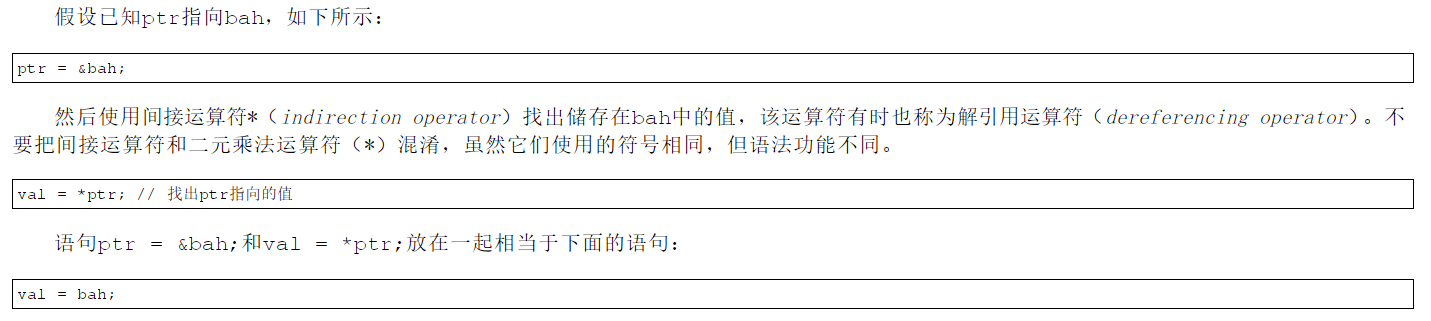 假设已知ptr指向bah，如下所示：
ptr = &bah;
然后使用间接运算符*（indirection operator）找出储存在bah中的值，该运算符有时也称为解引用运算符（dereferencing operator）。不
要把间接运算符和二元乘法运算符（*）混淆，虽然它们使用的符号相同，但语法功能不同。
val = *ptr; // 找出ptr指向的值
语句ptr = &bah;和val = *ptr;放在一起相当于下面的语句：
val = bah;